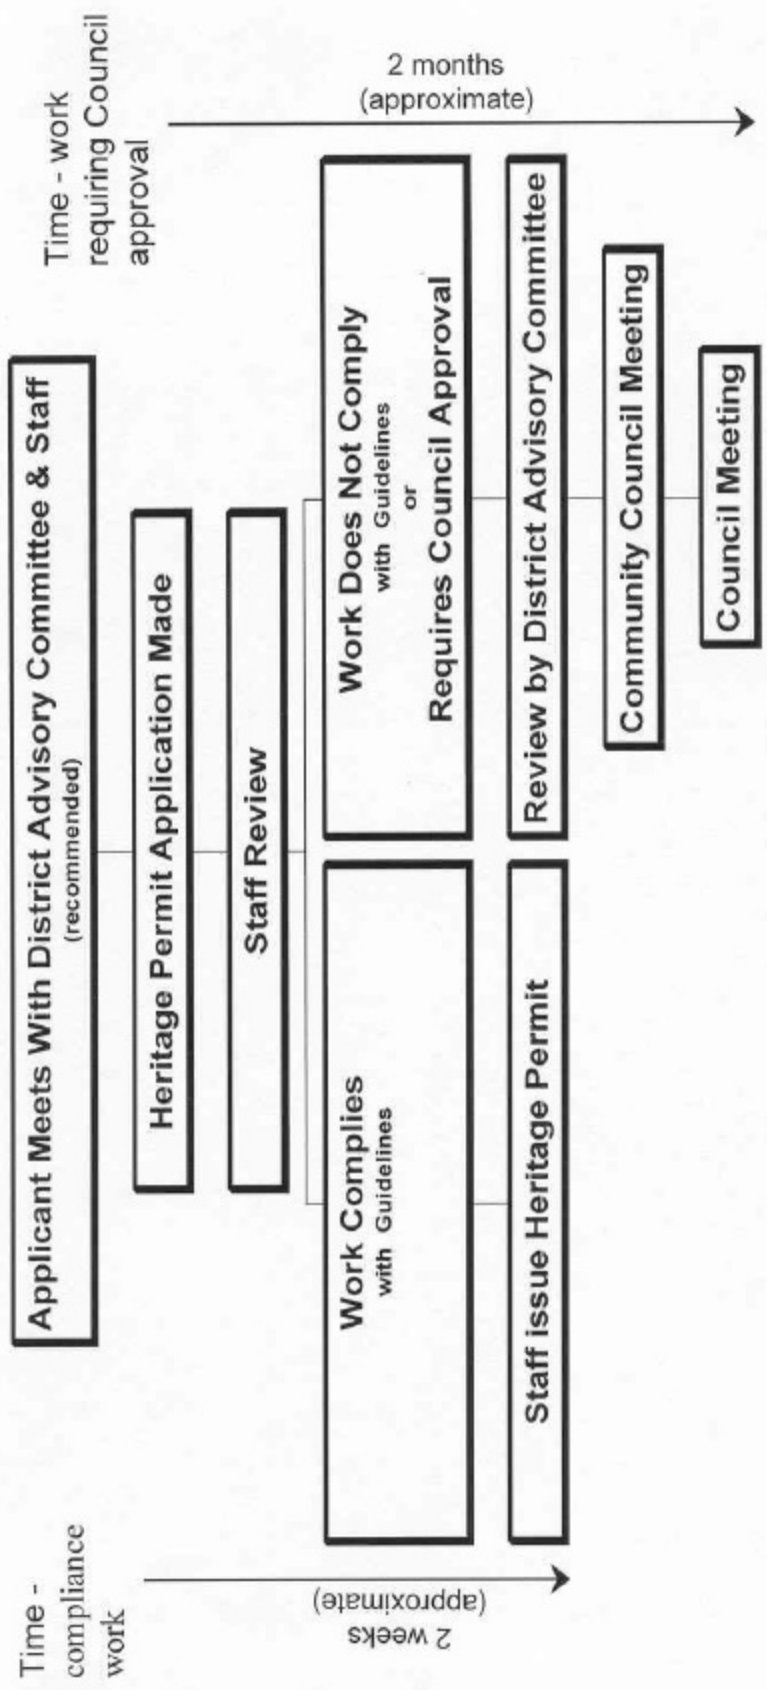 Time -
compliance
work
Time - work
requiring Council
approval
Applicant Meets With District Advisory Committee & Staff
(recommended)
Heritage Permit Application Made
Staff Review
Work Complies
with Guidelines
Work Does Not Comply
with Guidelines
or
Requires Council Approval
Staff issue Heritage Permit
Review by District Advisory Committee
Community Council Meeting
Council Meeting
2 weeks
(approximate)
2 months
(approximate)